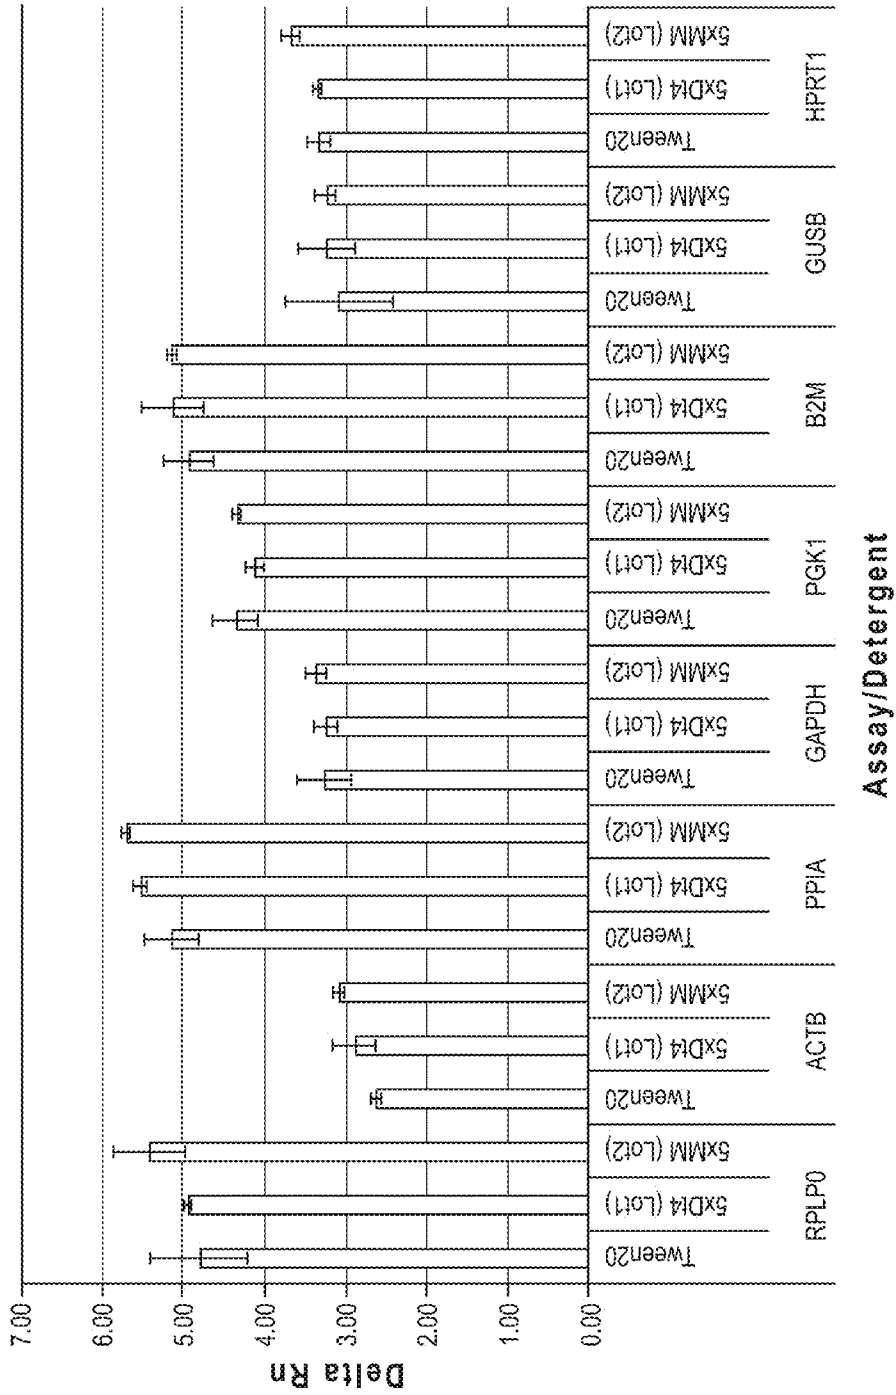 Delta Rn
7.00
6.00
5.00
4.00
3.00
2.00
1.00
0.00
Tween20
5xDt4 (Lot1)
5xMM (Lot2)
Tween20
5xDt4 (Lot1)
5xMM (Lot2)
Tween20
5xDt4 (Lot1)
5xMM (Lot2)
Tween20
5xDt4 (Lot1)
5xMM (Lot2)
Tween20
5xDt4 (Lot1)
5xMM (Lot2)
Tween20
5xDt4 (Lot1)
5xMM (Lot2)
Tween20
5xDt4 (Lot1)
5xMM (Lot2)
Tween20
5xDt4 (Lot1)
5xMM (Lot2)
RPLP0
ACTB
PPIA
GAPDH
PGK1
B2M
GUSB
HPRT1
Assay/Detergent